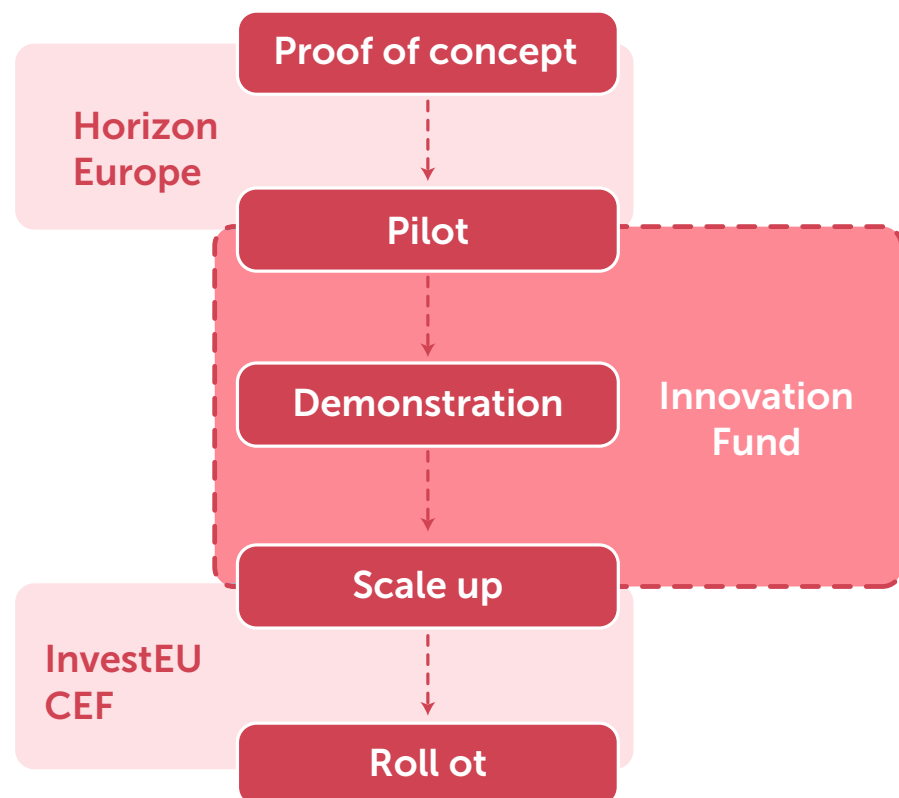 Proof of concept
Horizon
Europe
Pilot
Demonstration
Innovation
Fund
Scale up
InvestEU
CEF
Roll ot